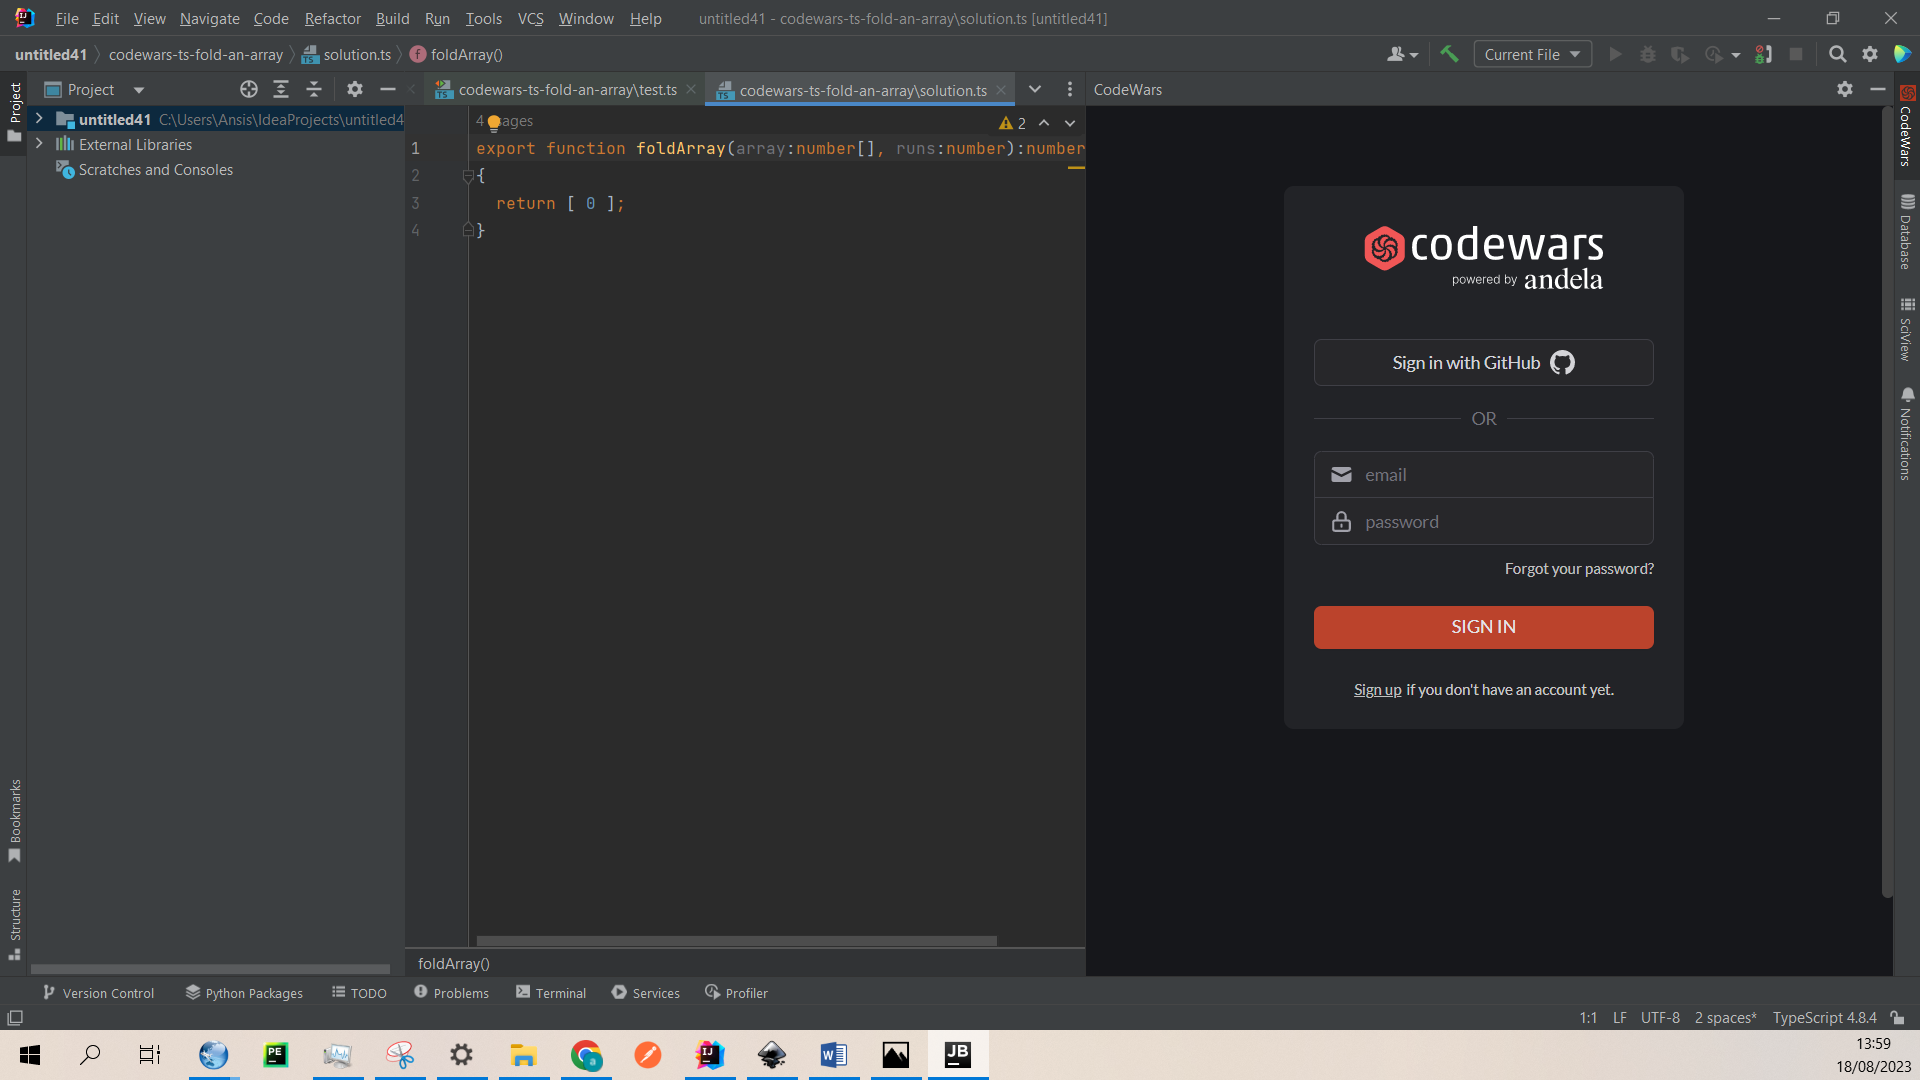 File Edit View Navigate Code Refactor Build Run Tools VCS Window Help untitled41 - codewars-ts-fold-an-array\solution.ts [untitled41]
untitled41 codewars-ts-fold-an-array solution.ts foldArray() Current File
Project codewars-ts-fold-an-array\test.ts codewars-ts-fold-an-array\solution.ts CodeWars
Project
untitled41 C:\Users\Ansis\IdeaProjects\untitled4
External Libraries
Scratches and Consoles
Bookmarks
Structure
4 ages 2
1 export function foldArray(array:number[], runs:number):number
2 {
3 return [ 0 ];
4 }
foldArray()
codewars
powered by andela
Sign in with GitHub
OR
email
password
Forgot your password?
SIGN IN
Sign up if you don't have an account yet.
CodeWars
Database
SciView
Notifications
Version Control Python Packages TODO Problems Terminal Services Profiler
1:1 LF UTF-8 2 spaces* TypeScript 4.8.4
13:59
18/08/2023